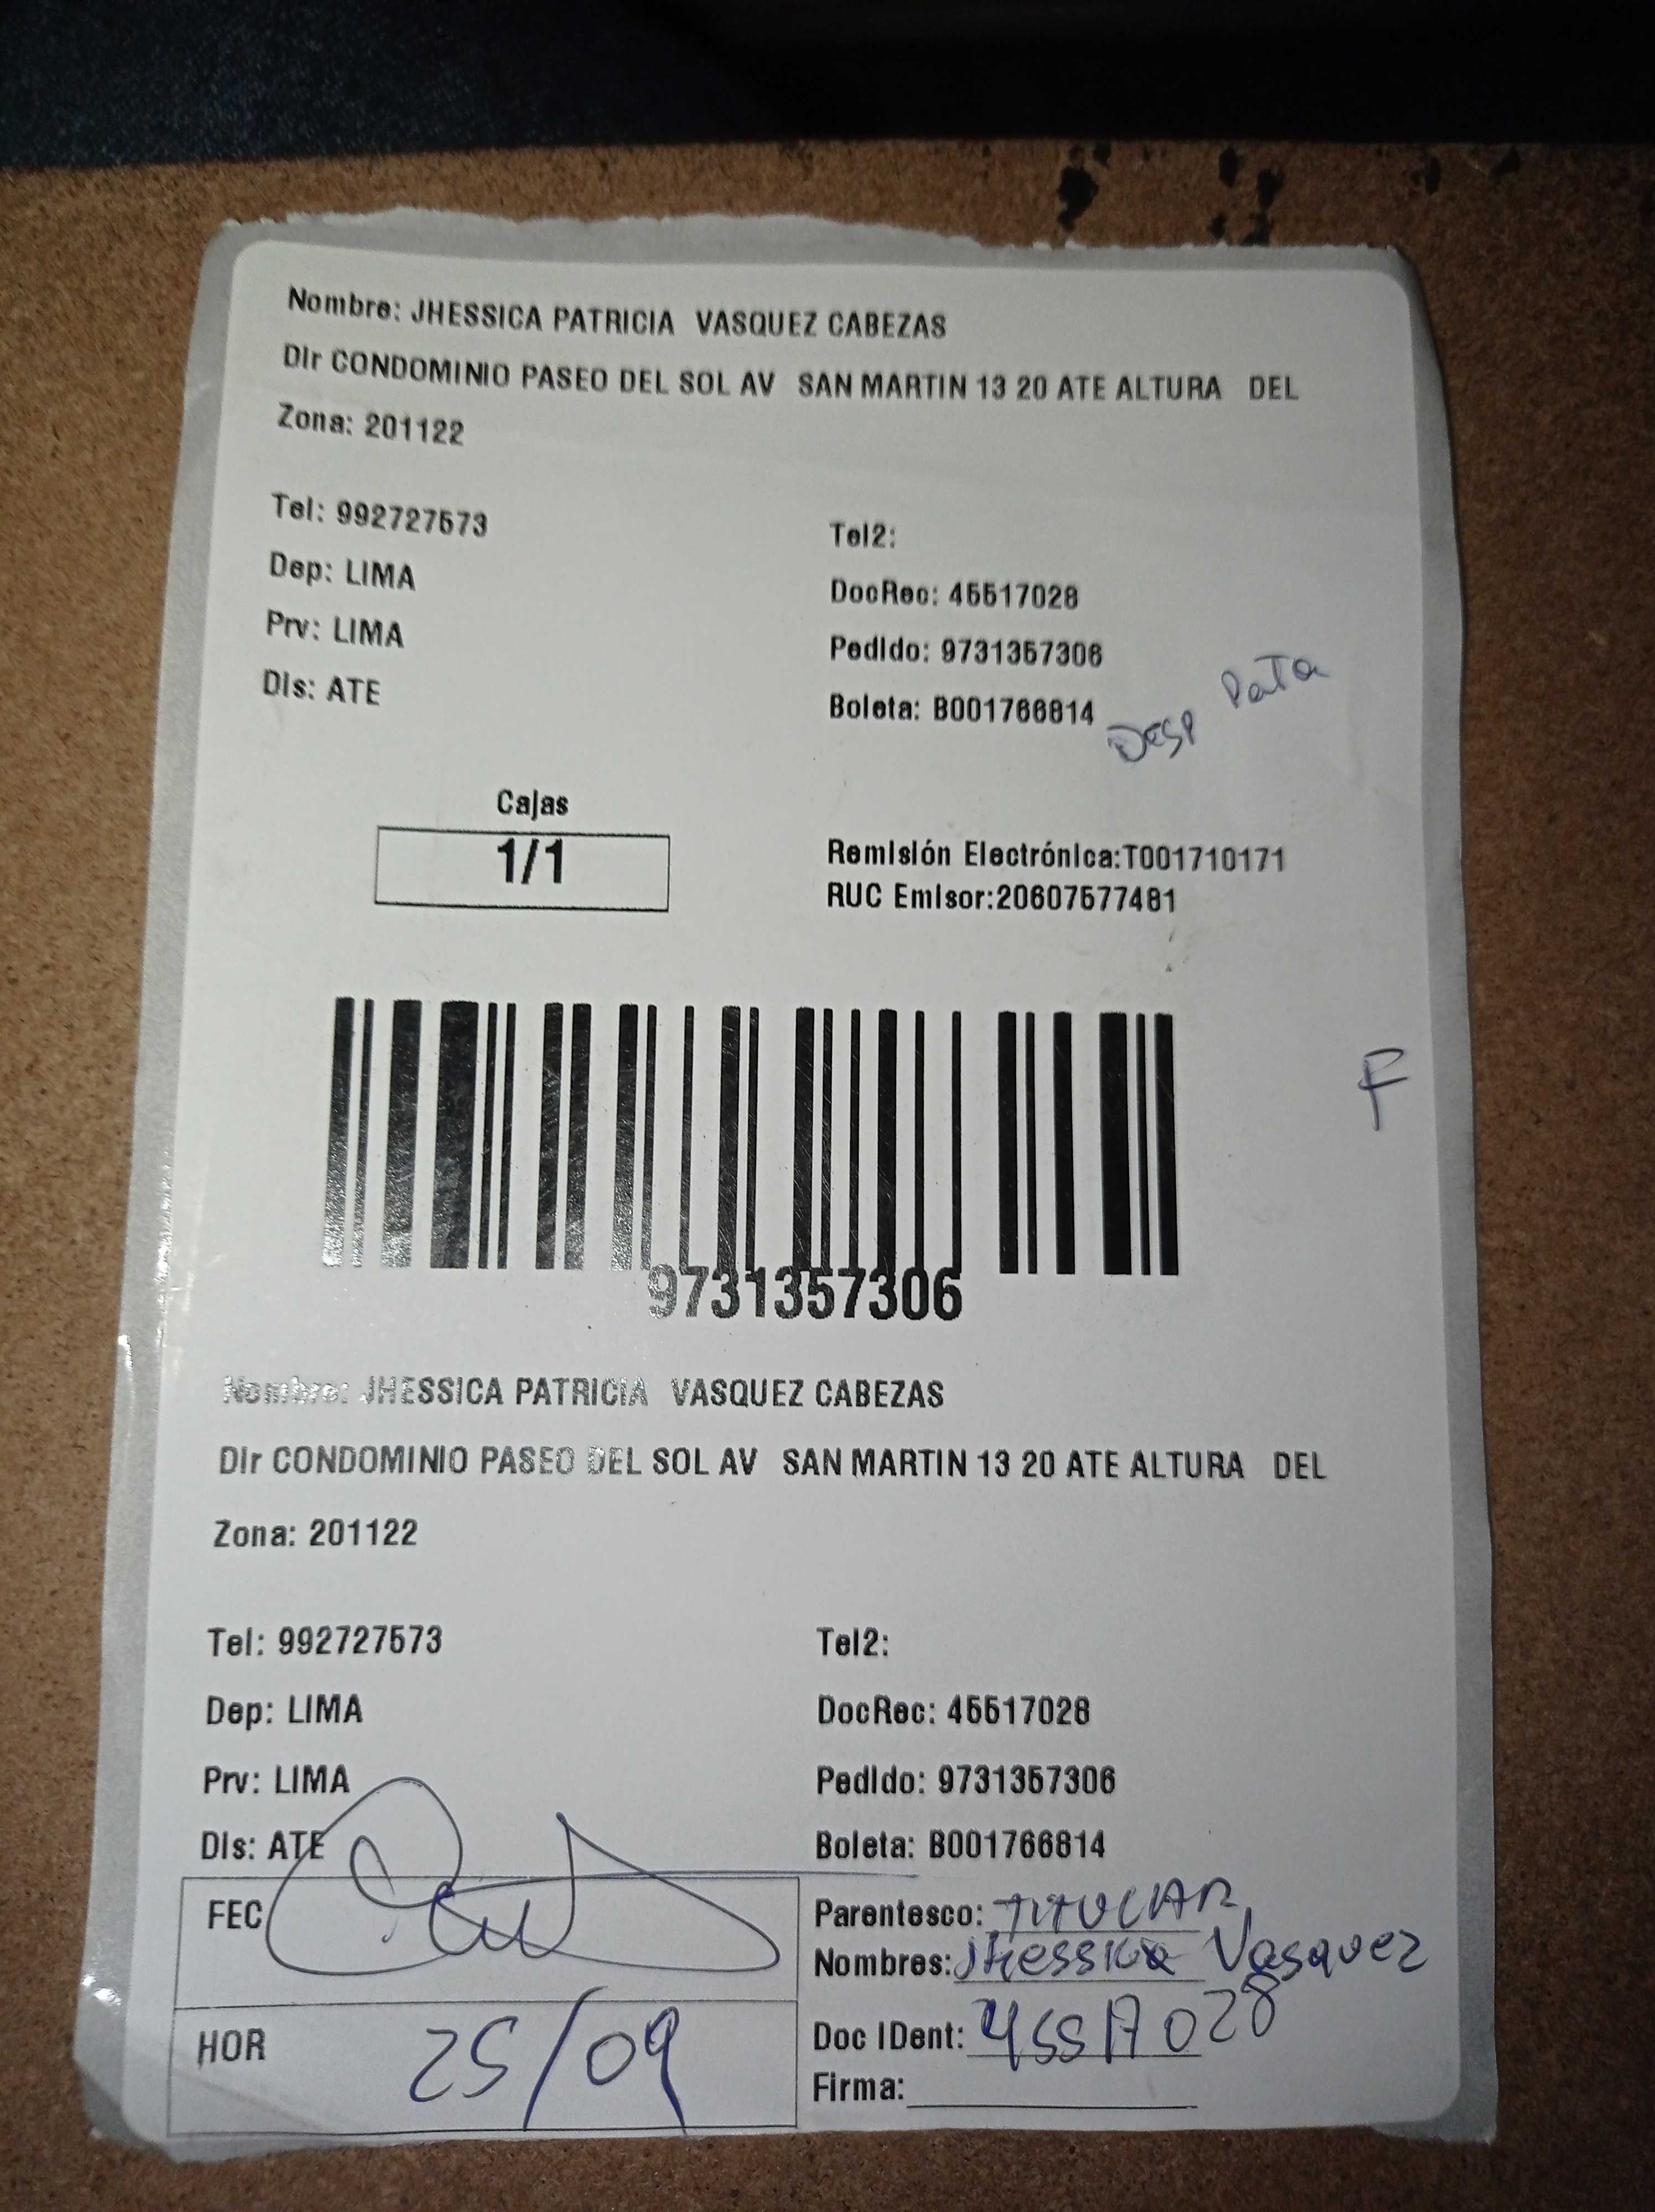 Nombre: JHESSICA PATRICIA VASQUEZ CABEZAS
Dir CONDOMINIO PASEO DEL SOL AV SAN MARTIN 13 20 ATE ALTURA DEL
Zona: 201122
Tel: 992727573
Tel2:
Dep: LIMA
DocRec: 45517028
Prv: LIMA
Pedido: 9731357306
Dis: ATE
Boleta: B001766814
Desp Pata
Cajas
1/1
Remisión Electrónica:T001710171
RUC Emisor:20607577481
F
9731357306
Nombre: JHESSICA PATRICIA VASQUEZ CABEZAS
Dir CONDOMINIO PASEO DEL SOL AV SAN MARTIN 13 20 ATE ALTURA DEL
Zona: 201122
Tel: 992727573
Tel2:
Dep: LIMA
DocRec: 45517028
Prv: LIMA
Pedido: 9731357306
Dis: ATE
Boleta: B001766814
FEC
Parentesco: TITULAR
Nombres: Jhessica Vasquez
HOR 25/09
Doc IDent: 45517028
Firma: